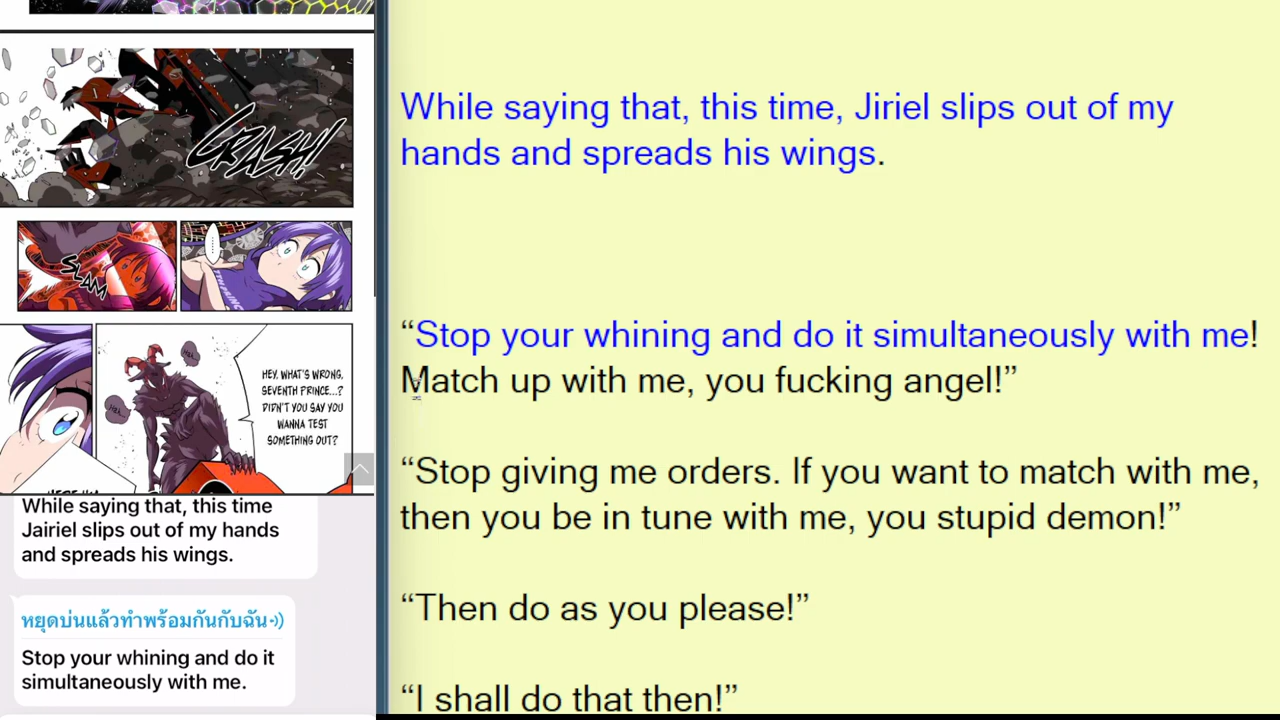 CRASH!
SLAM
HEY, WHAT'S WRONG,
SEVENTH PRINCE...?
DIDN'T YOU SAY YOU
WANNA TEST
SOMETHING OUT?
While saying that, this time
Jairiel slips out of my hands
and spreads his wings.
หยุดบ่นแล้วทำพร้อมกันกับฉัน
Stop your whining and do it
simultaneously with me.
While saying that, this time, Jiriel slips out of my
hands and spreads his wings.
“Stop your whining and do it simultaneously with me!
Match up with me, you fucking angel!”
“Stop giving me orders. If you want to match with me,
then you be in tune with me, you stupid demon!”
“Then do as you please!”
“I shall do that then!”